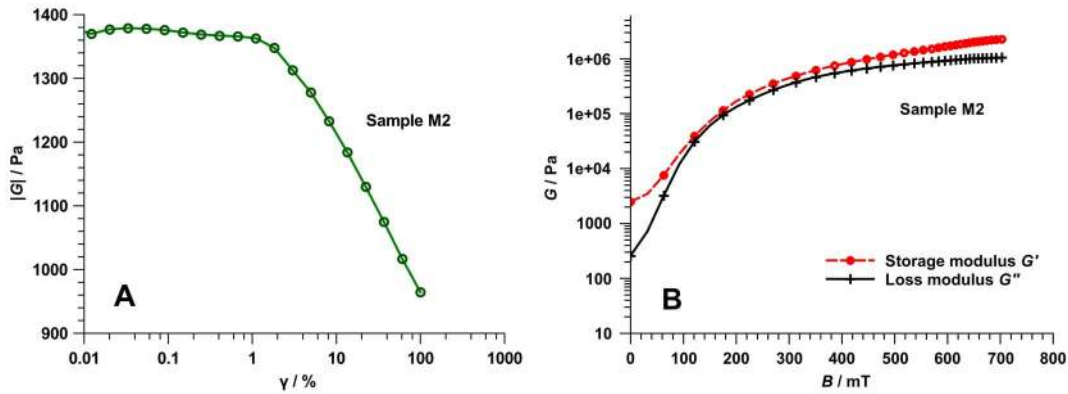 1400
1300
1200
1100
1000
900
|G| / Pa
Sample M2
A
0.01
0.1
1
10
100
1000
γ / %
1e+06
1e+05
1e+04
1000
100
10
G / Pa
Sample M2
Storage modulus G′
Loss modulus G″
B
0
100
200
300
400
500
600
700
800
B / mT